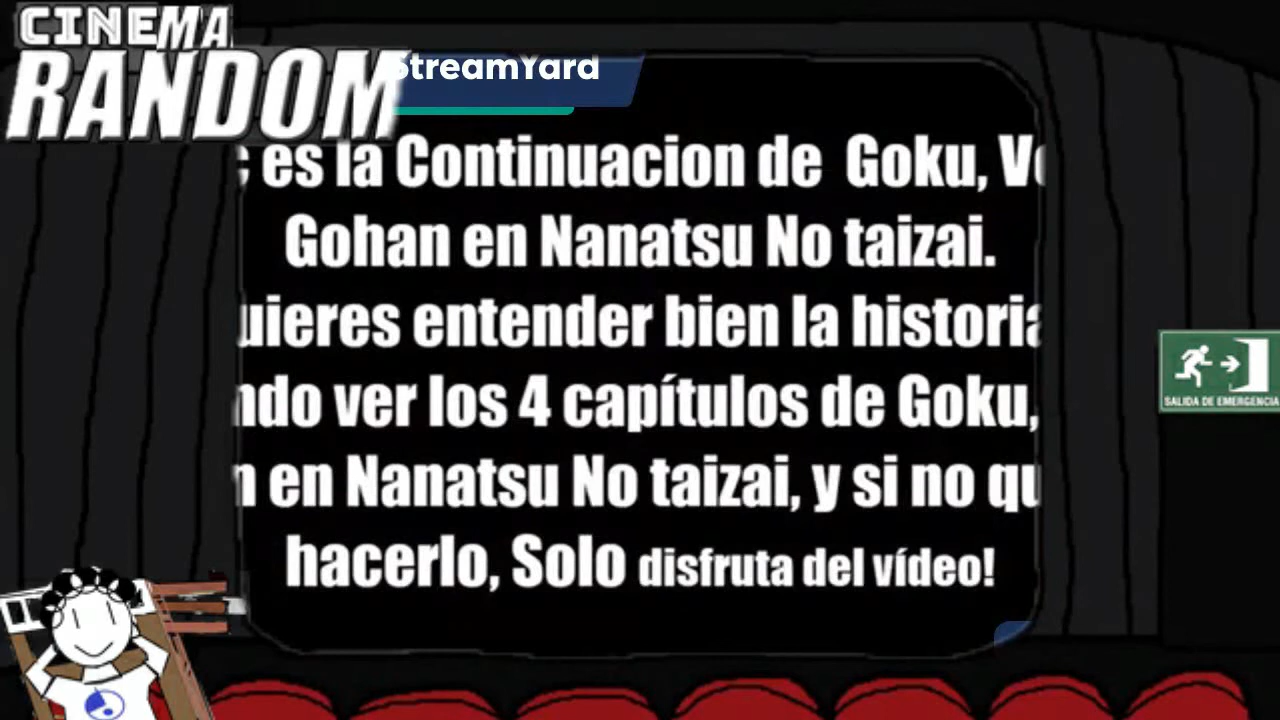 CINEMA
RANDOM
StreamYard
es la Continuacion de Goku,
Gohan en Nanatsu No taizai.
uieres entender bien la historia
ndo ver los 4 capítulos de Goku,
n en Nanatsu No taizai, y si no qu
hacerlo, Solo disfruta del vídeo!
SALIDA DE EMERGENCIA